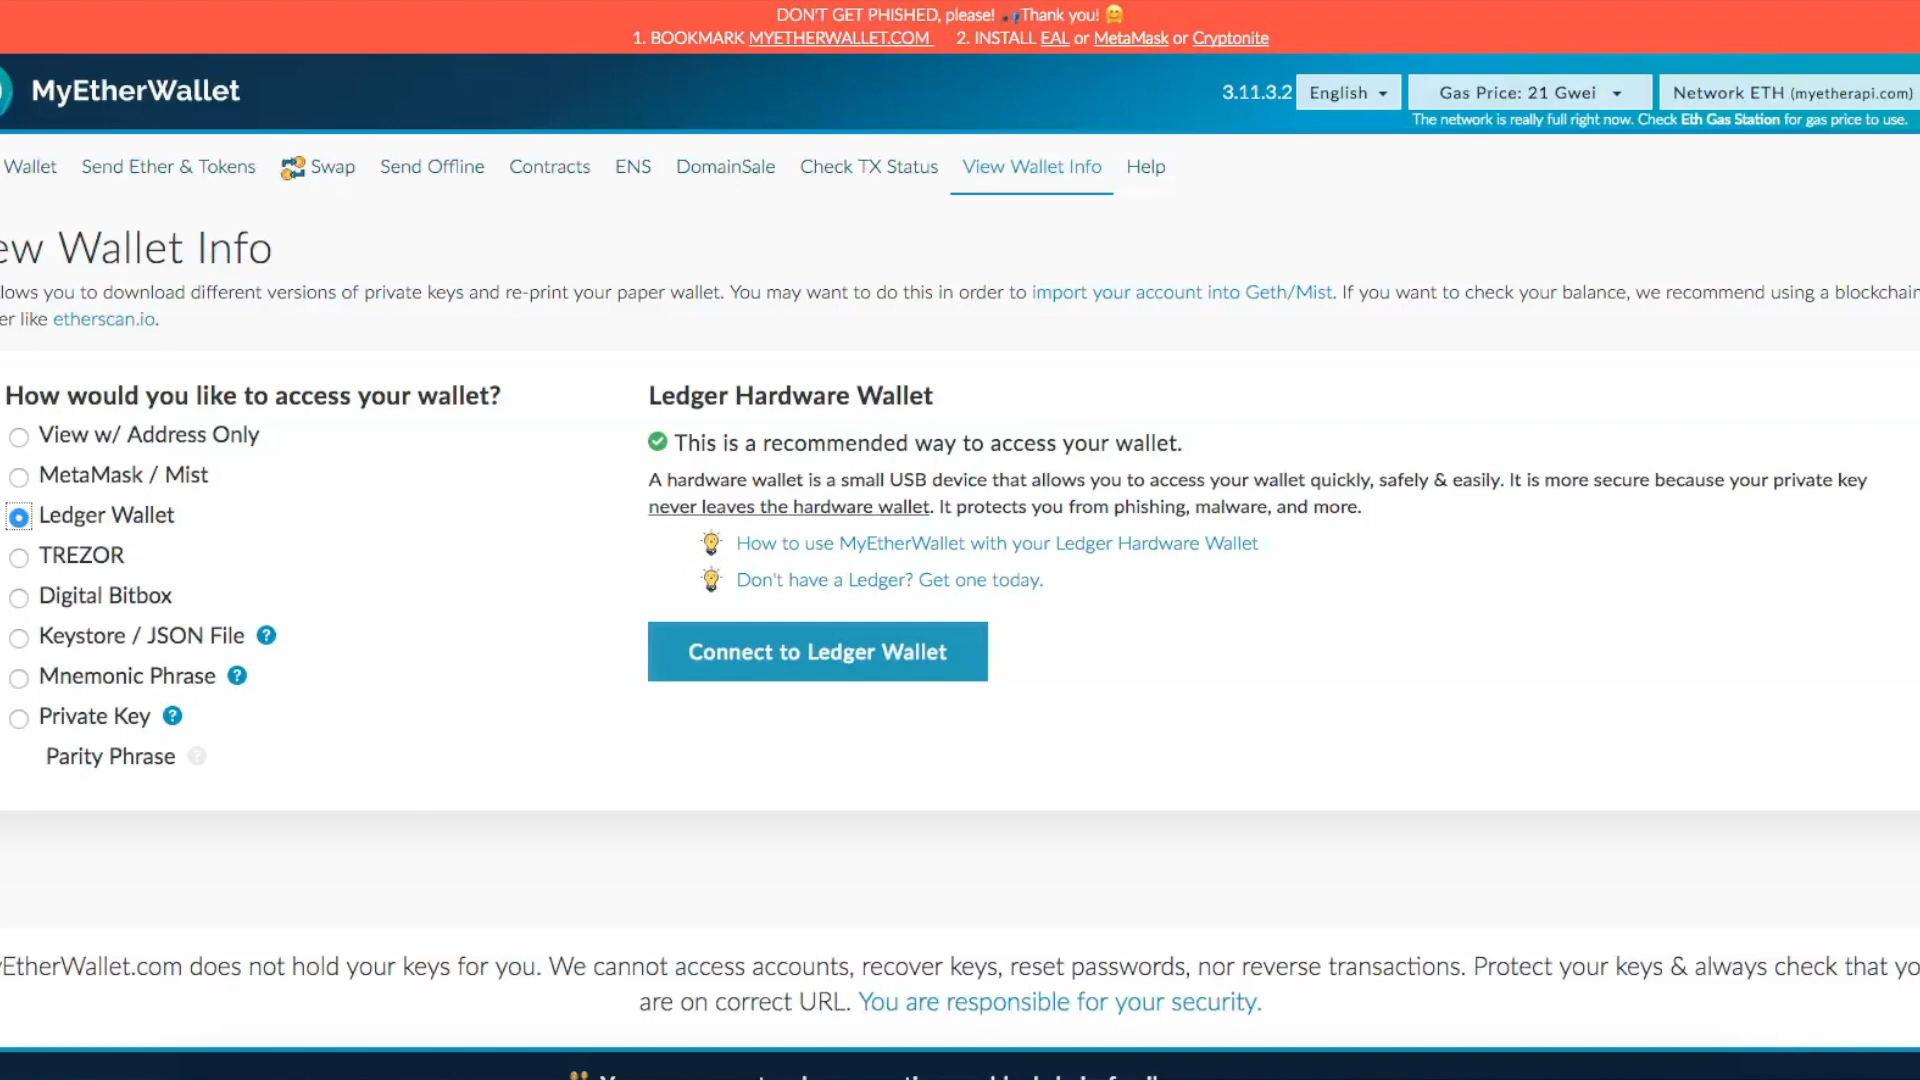 DON'T GET PHISHED, please! Thank you!
1. BOOKMARK MYETHERWALLET.COM 2. INSTALL EAL or MetaMask or Cryptonite
MyEtherWallet
3.11.3.2 English Gas Price: 21 Gwei Network ETH (myetherapi.com)
The network is really full right now. Check Eth Gas Station for gas price to use.
Wallet Send Ether & Tokens Swap Send Offline Contracts ENS DomainSale Check TX Status View Wallet Info Help
ew Wallet Info
lows you to download different versions of private keys and re-print your paper wallet. You may want to do this in order to import your account into Geth/Mist. If you want to check your balance, we recommend using a blockchain
er like etherscan.io.
How would you like to access your wallet?
View w/ Address Only
MetaMask / Mist
Ledger Wallet
TREZOR
Digital Bitbox
Keystore / JSON File ?
Mnemonic Phrase ?
Private Key ?
Parity Phrase ?
Ledger Hardware Wallet
This is a recommended way to access your wallet.
A hardware wallet is a small USB device that allows you to access your wallet quickly, safely & easily. It is more secure because your private key
never leaves the hardware wallet. It protects you from phishing, malware, and more.
How to use MyEtherWallet with your Ledger Hardware Wallet
Don't have a Ledger? Get one today.
Connect to Ledger Wallet
yEtherWallet.com does not hold your keys for you. We cannot access accounts, recover keys, reset passwords, nor reverse transactions. Protect your keys & always check that yo
are on correct URL. You are responsible for your security.